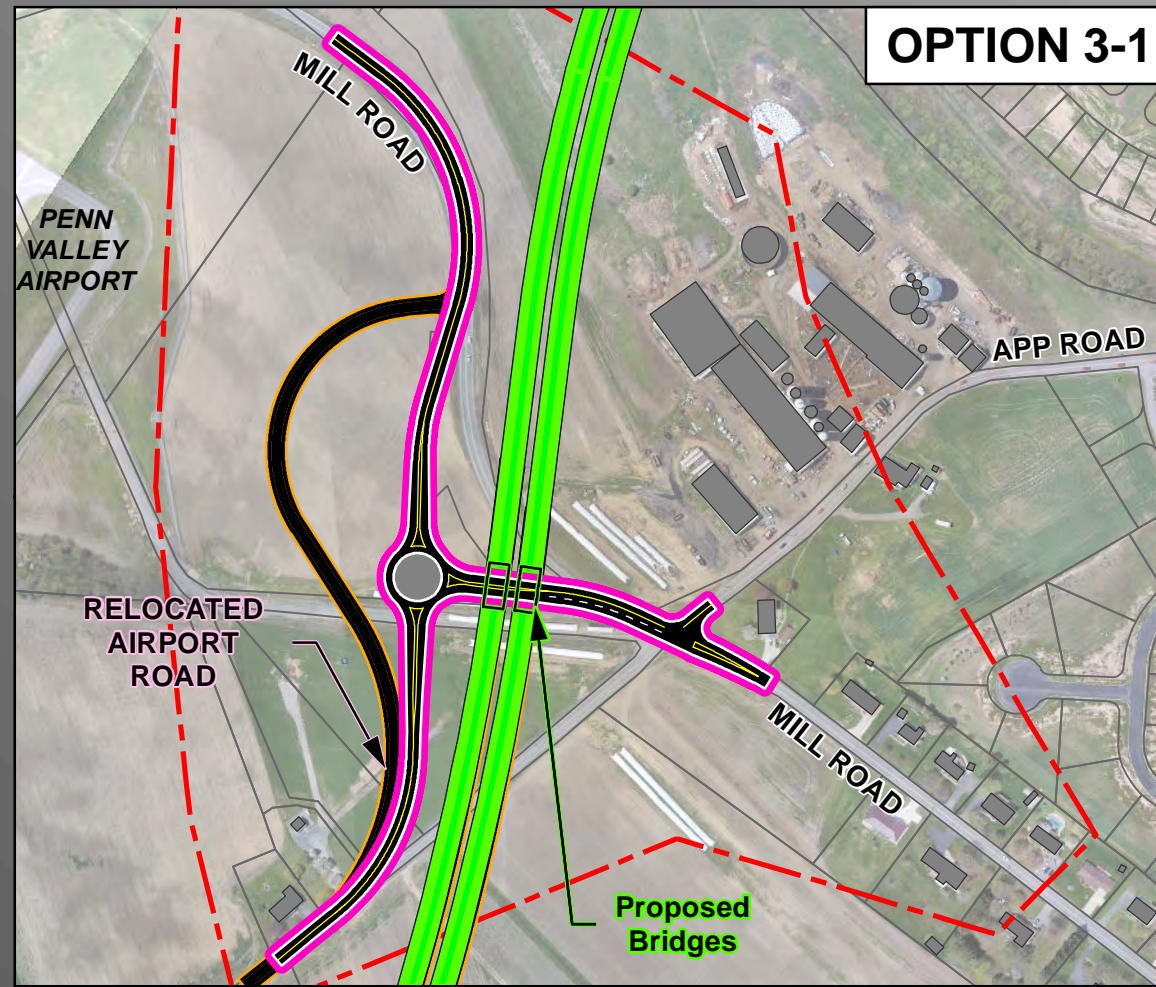 OPTION 3-1
MILL ROAD
PENN
VALLEY
AIRPORT
APP ROAD
RELOCATED
AIRPORT
ROAD
MILL ROAD
Proposed
Bridges